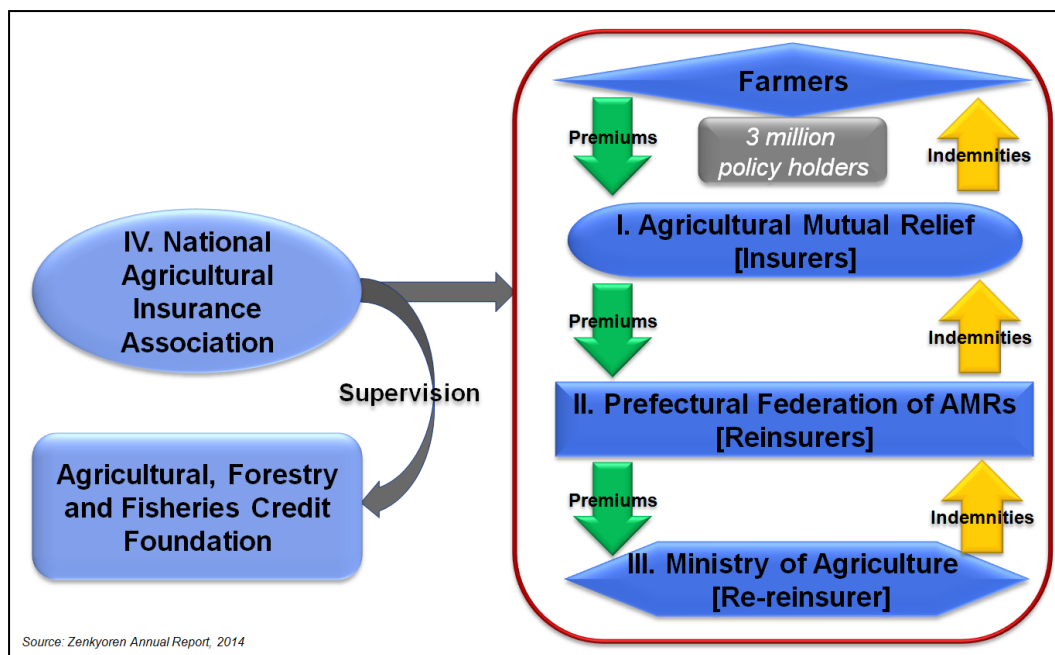 Farmers
Premiums
3 million
policy holders
Indemnities
I. Agricultural Mutual Relief
[Insurers]
IV. National
Agricultural
Insurance
Association
Premiums
Indemnities
Supervision
II. Prefectural Federation of AMRs
[Reinsurers]
Agricultural, Forestry
and Fisheries Credit
Foundation
Premiums
Indemnities
III. Ministry of Agriculture
[Re-reinsurer]
Source: Zenkyoren Annual Report, 2014